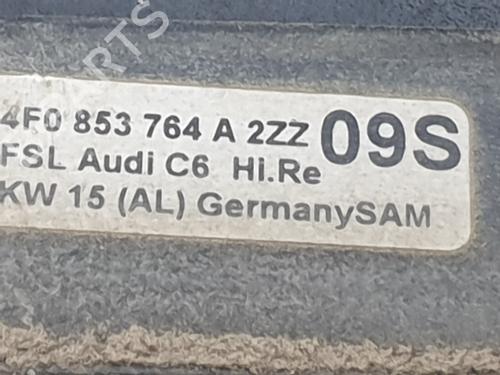 4F0 853 764 A 2ZZ 09S
FSL Audi C6 Hi.Re
KW 15 (AL) GermanySAM